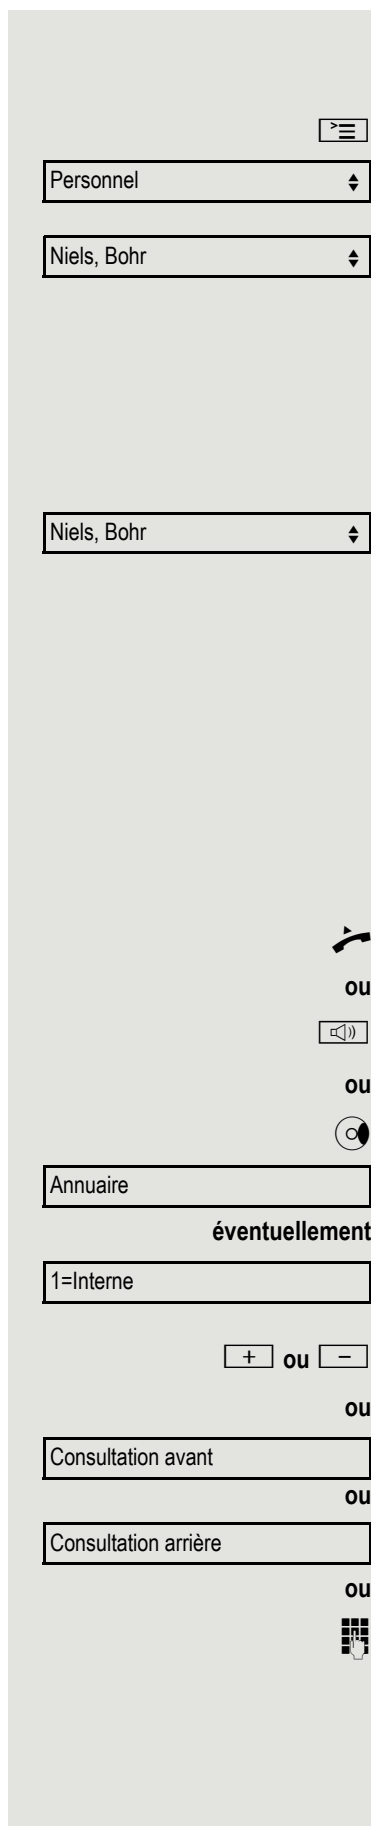 Personnel
Niels, Bohr
Niels, Bohr
ou
ou
Annuaire
éventuellement
1=Interne
+ ou −
ou
Consultation avant
ou
Consultation arrière
ou